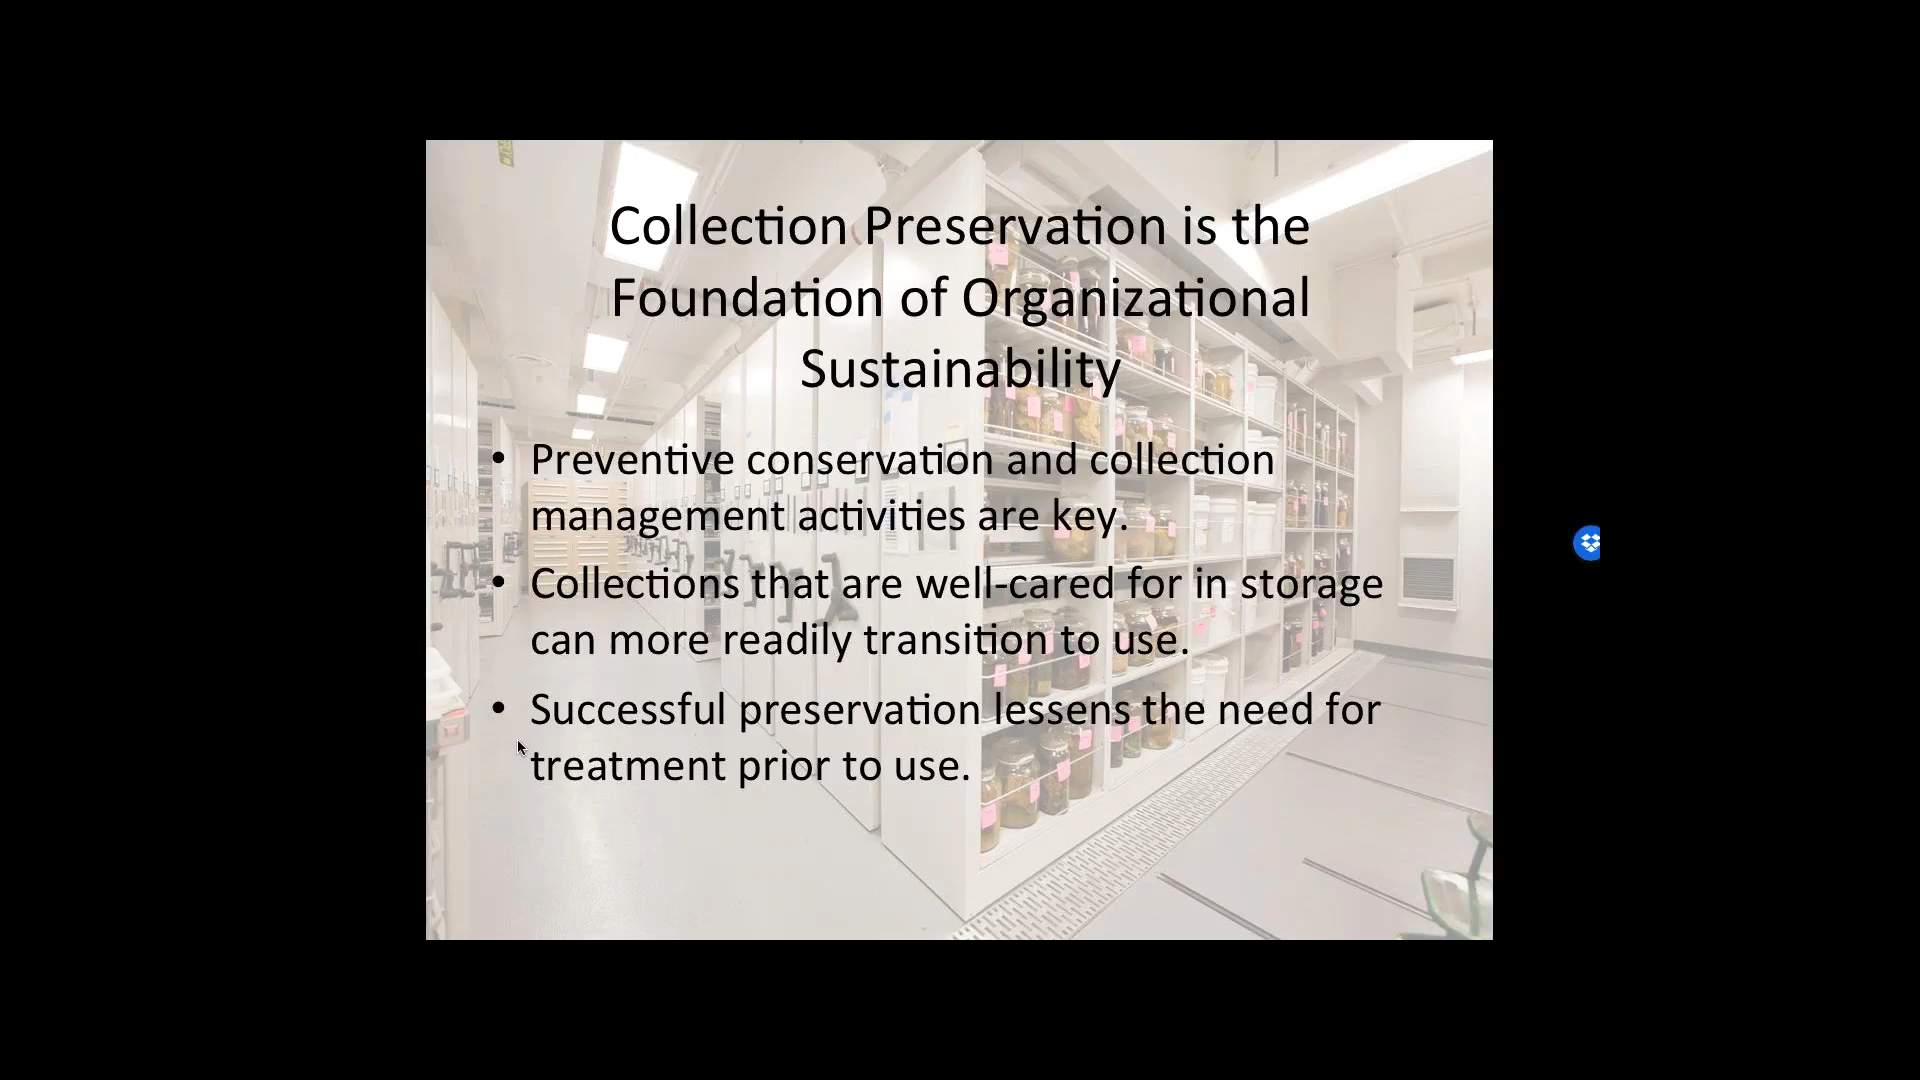 Collection Preservation is the
Foundation of Organizational
Sustainability
• Preventive conservation and collection
management activities are key.
• Collections that are well-cared for in storage
can more readily transition to use.
• Successful preservation lessens the need for
treatment prior to use.